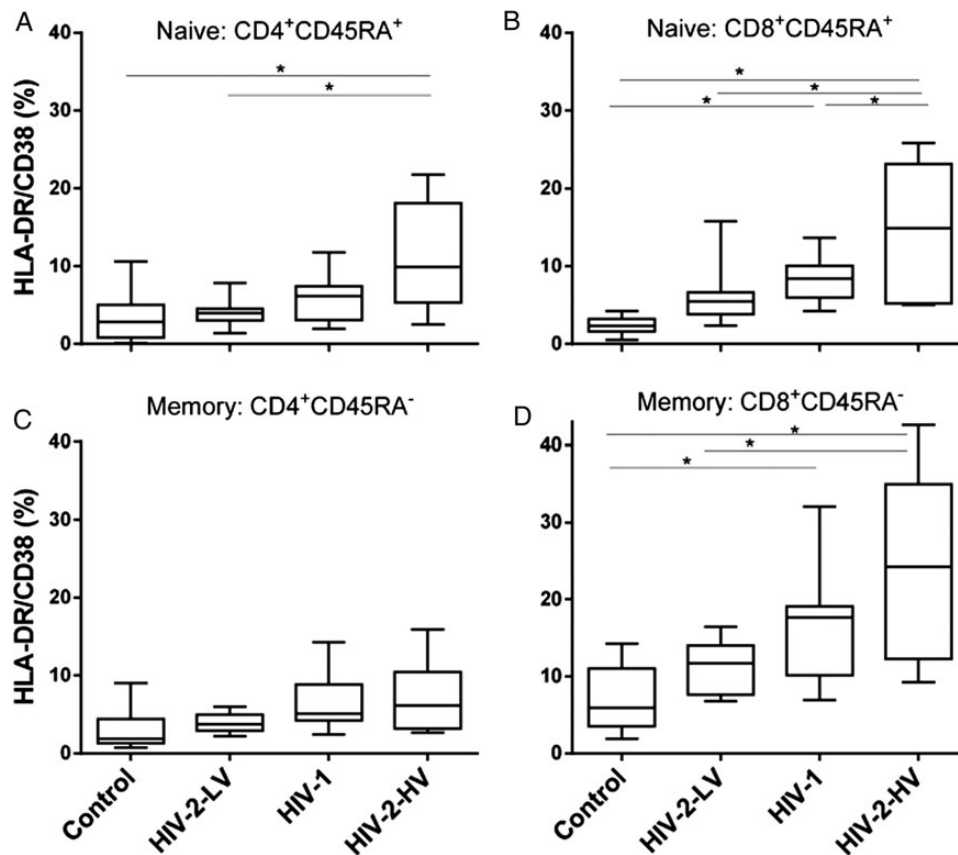 A
Naive: CD4⁺CD45RA⁺
HLA-DR/CD38 (%)
40
30
20
10
0
*
*
B
Naive: CD8⁺CD45RA⁺
40
30
20
10
0
*
*
*
*
C
Memory: CD4⁺CD45RA⁻
HLA-DR/CD38 (%)
40
30
20
10
0
Control
HIV-2-LV
HIV-1
HIV-2-HV
D
Memory: CD8⁺CD45RA⁻
40
30
20
10
0
*
*
*
Control
HIV-2-LV
HIV-1
HIV-2-HV